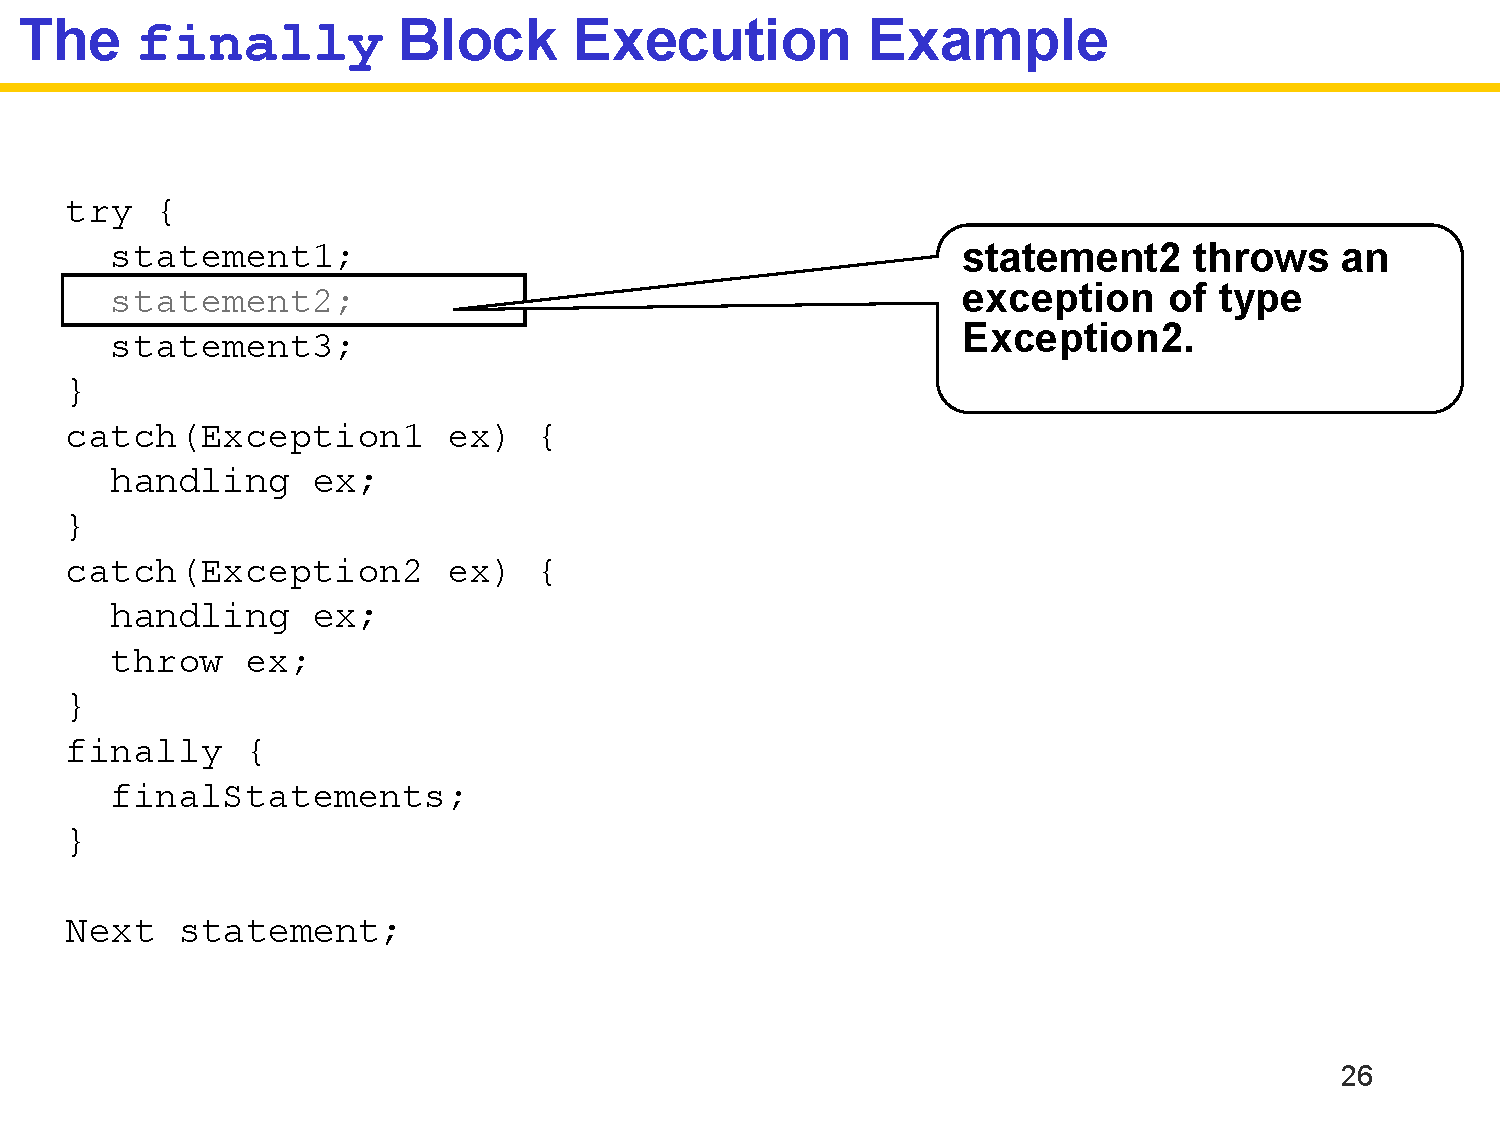 The finally Block Execution Example
try {
  statement1;
  statement2;
  statement3;
}
catch(Exception1 ex) {
  handling ex;
}
catch(Exception2 ex) {
  handling ex;
  throw ex;
}
finally {
  finalStatements;
}
Next statement;
statement2 throws an
exception of type
Exception2.
26